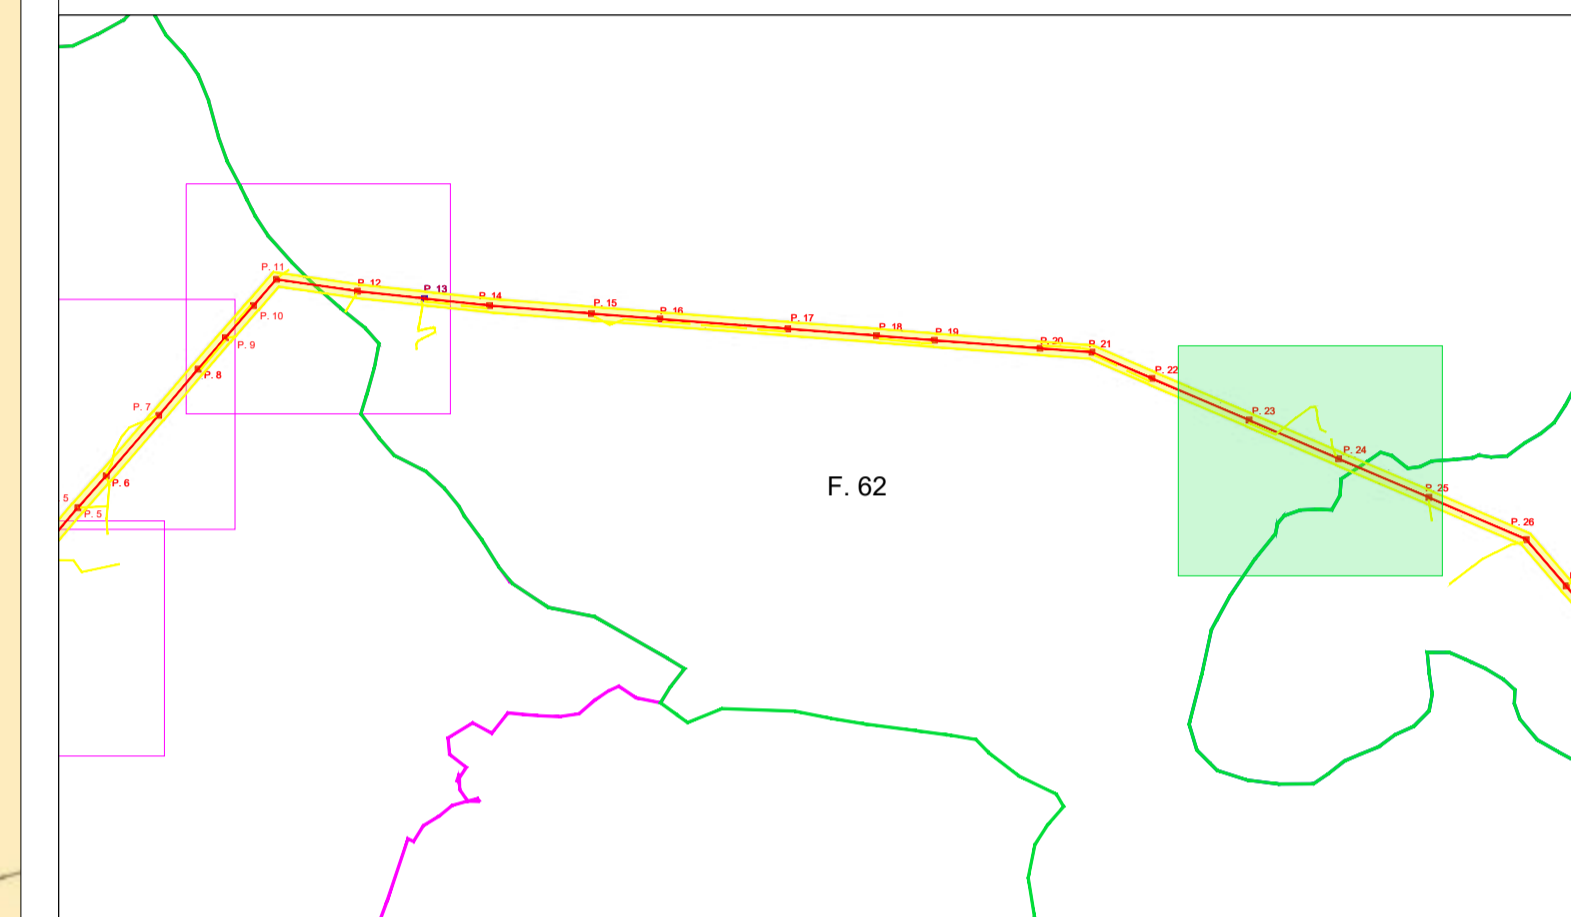 P. 11
P. 12
P. 13
P. 14
P. 15
P. 16
P. 17
P. 18
P. 19
P. 20
P. 21
P. 22
P. 23
P. 24
P. 25
P. 26
P. 10
P. 9
P. 8
P. 7
P. 6
5
P. 5
F. 62